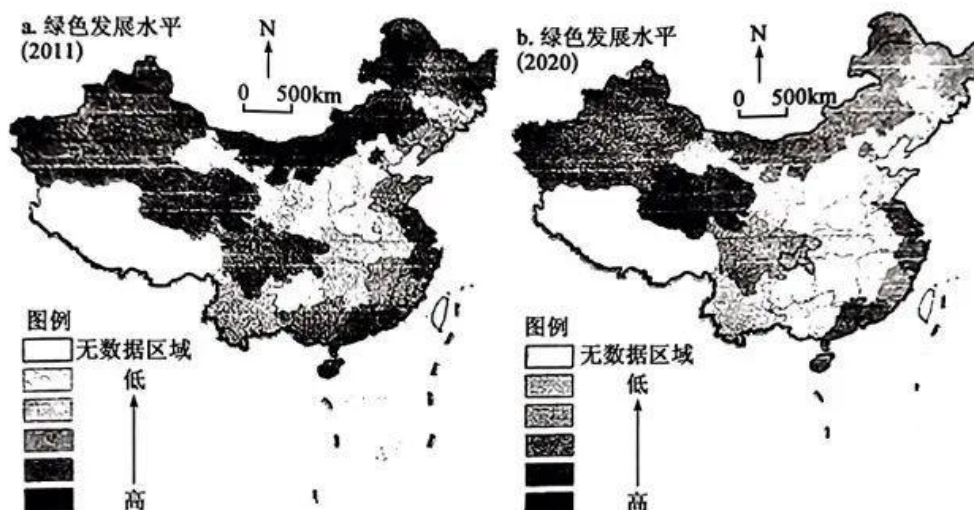 a. 绿色发展水平
(2011)
N
0 500km
图例
无数据区域
低
高
b. 绿色发展水平
(2020)
N
0 500km
图例
无数据区域
低
高